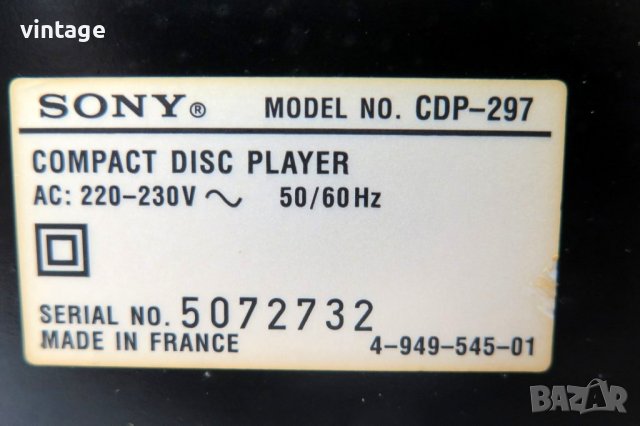 vintage
SONY® MODEL NO. CDP-297
COMPACT DISC PLAYER
AC: 220-230V ~ 50/60Hz
SERIAL NO. 5072732
MADE IN FRANCE 4-949-545-01
BAZAR